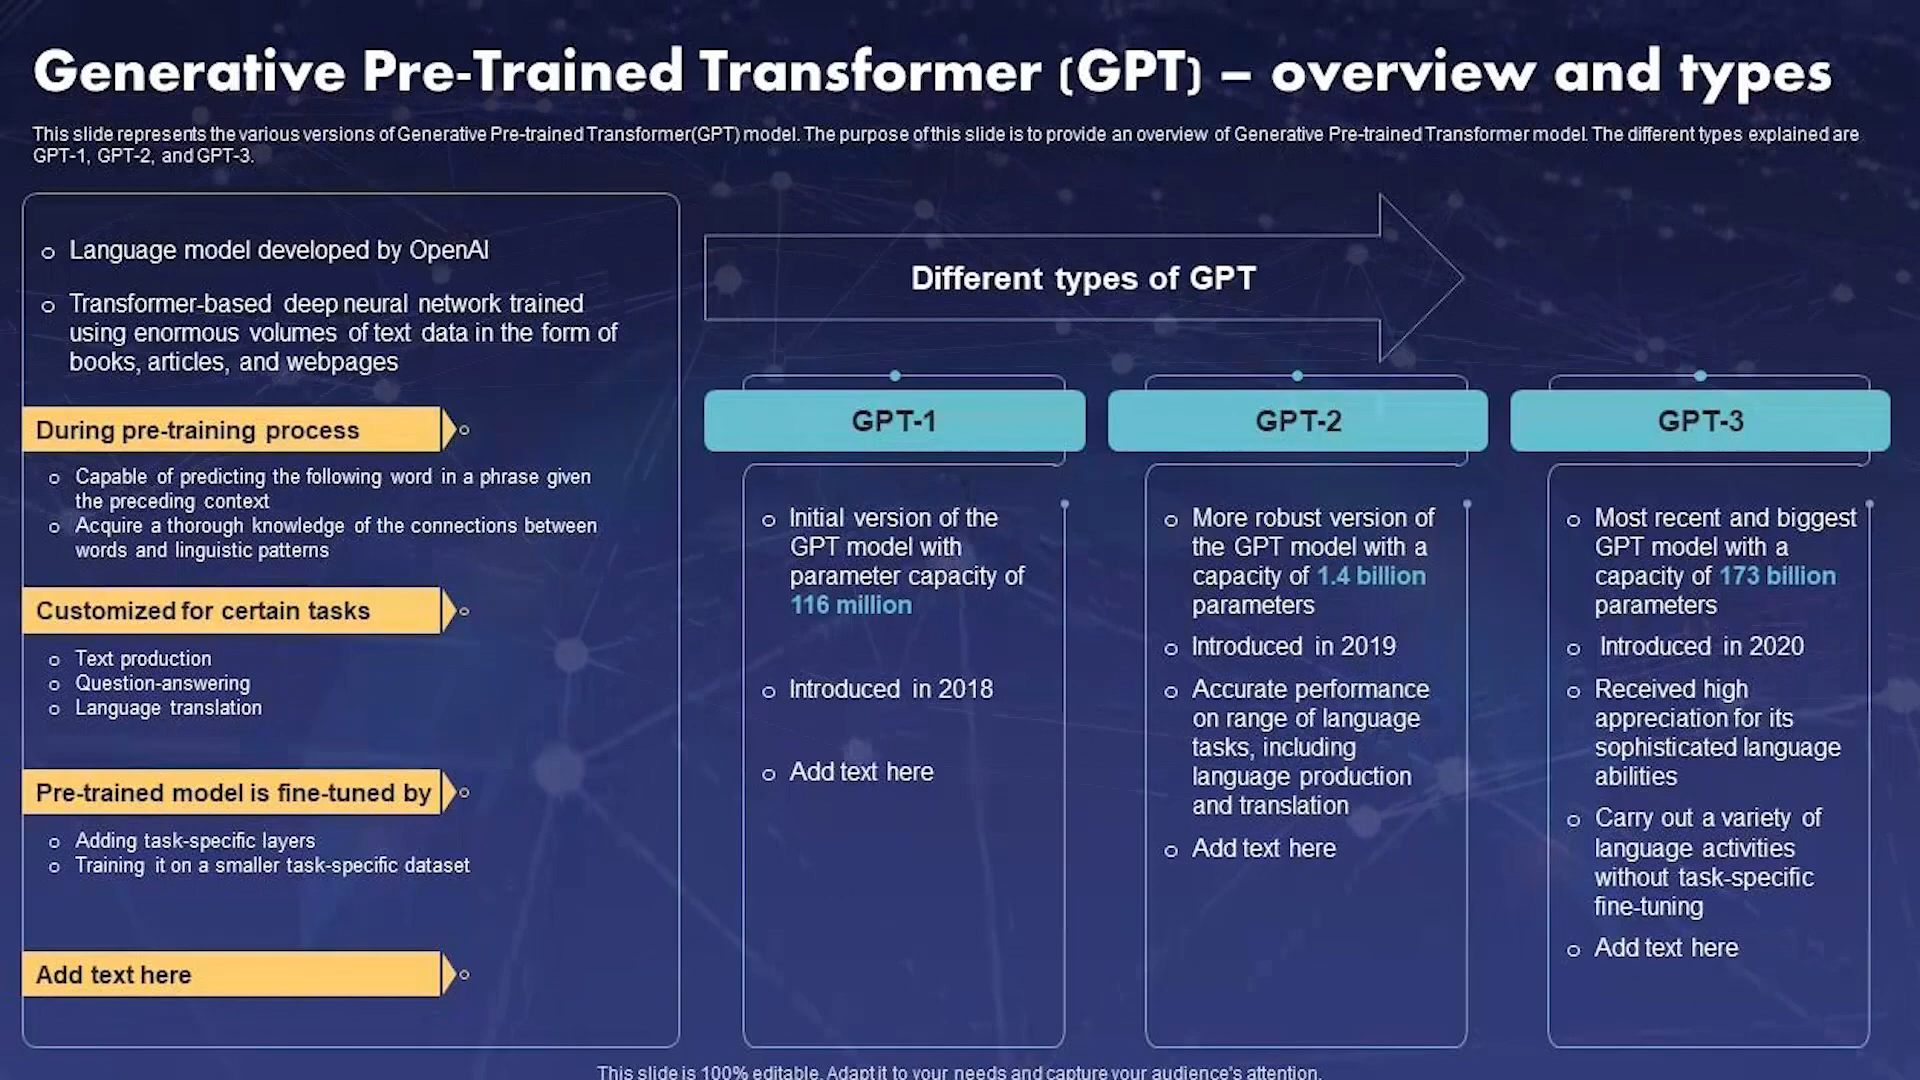 Generative Pre-Trained Transformer (GPT) – overview and types
This slide represents the various versions of Generative Pre-trained Transformer(GPT) model. The purpose of this slide is to provide an overview of Generative Pre-trained Transformer model. The different types explained are
GPT-1, GPT-2, and GPT-3.
Language model developed by OpenAI
Transformer-based deep neural network trained
using enormous volumes of text data in the form of
books, articles, and webpages
During pre-training process
Capable of predicting the following word in a phrase given
the preceding context
Acquire a thorough knowledge of the connections between
words and linguistic patterns
Customized for certain tasks
Text production
Question-answering
Language translation
Pre-trained model is fine-tuned by
Adding task-specific layers
Training it on a smaller task-specific dataset
Add text here
Different types of GPT
GPT-1
Initial version of the
GPT model with
parameter capacity of
116 million
Introduced in 2018
Add text here
GPT-2
More robust version of
the GPT model with a
capacity of 1.4 billion
parameters
Introduced in 2019
Accurate performance
on range of language
tasks, including
language production
and translation
Add text here
GPT-3
Most recent and biggest
GPT model with a
capacity of 173 billion
parameters
Introduced in 2020
Received high
appreciation for its
sophisticated language
abilities
Carry out a variety of
language activities
without task-specific
fine-tuning
Add text here
This slide is 100% editable. Adapt it to your needs and capture your audience's attention.